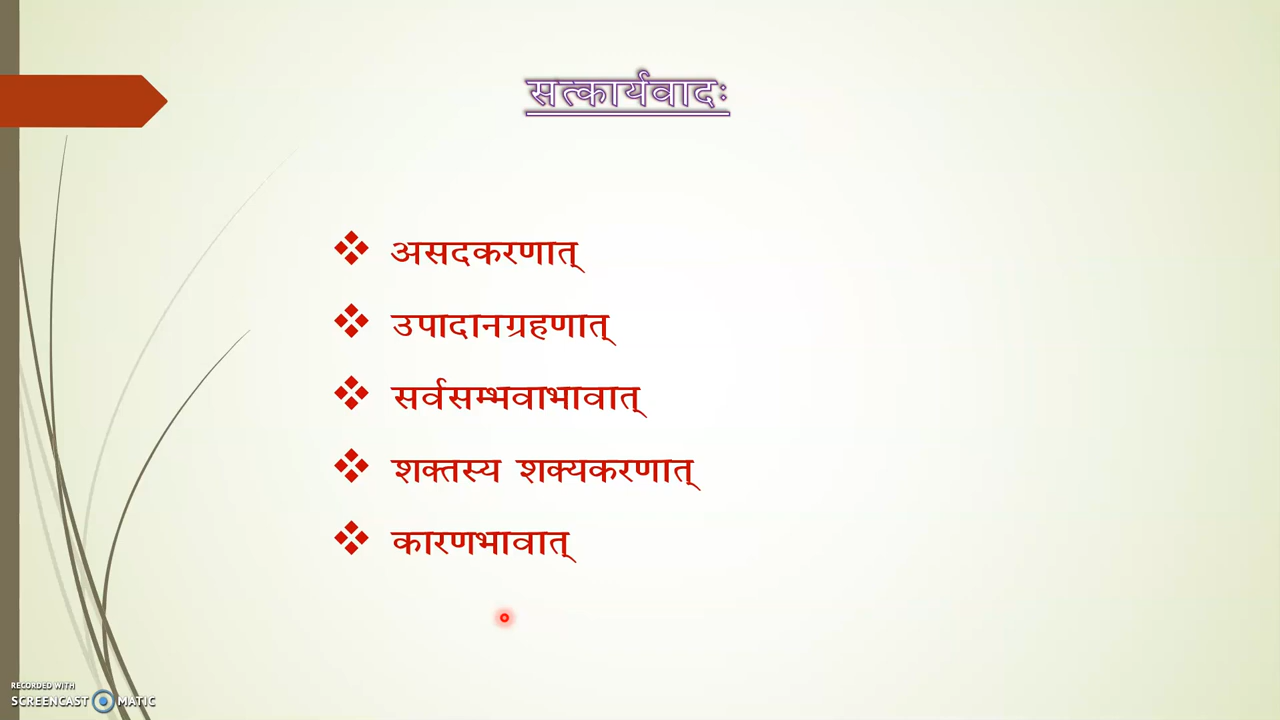 सत्कार्यवादः
असदकरणात्
उपादानग्रहणात्
सर्वसम्भवाभावात्
शक्तस्य शक्यकरणात्
कारणभावात्
RECORDED WITH
SCREENCAST MATIC